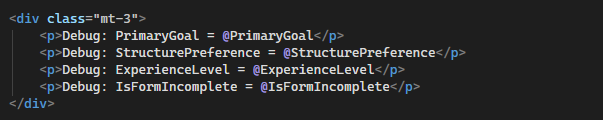 <div class="mt-3">
    <p>Debug: PrimaryGoal = @PrimaryGoal</p>
    <p>Debug: StructurePreference = @StructurePreference</p>
    <p>Debug: ExperienceLevel = @ExperienceLevel</p>
    <p>Debug: IsFormIncomplete = @IsFormIncomplete</p>
</div>